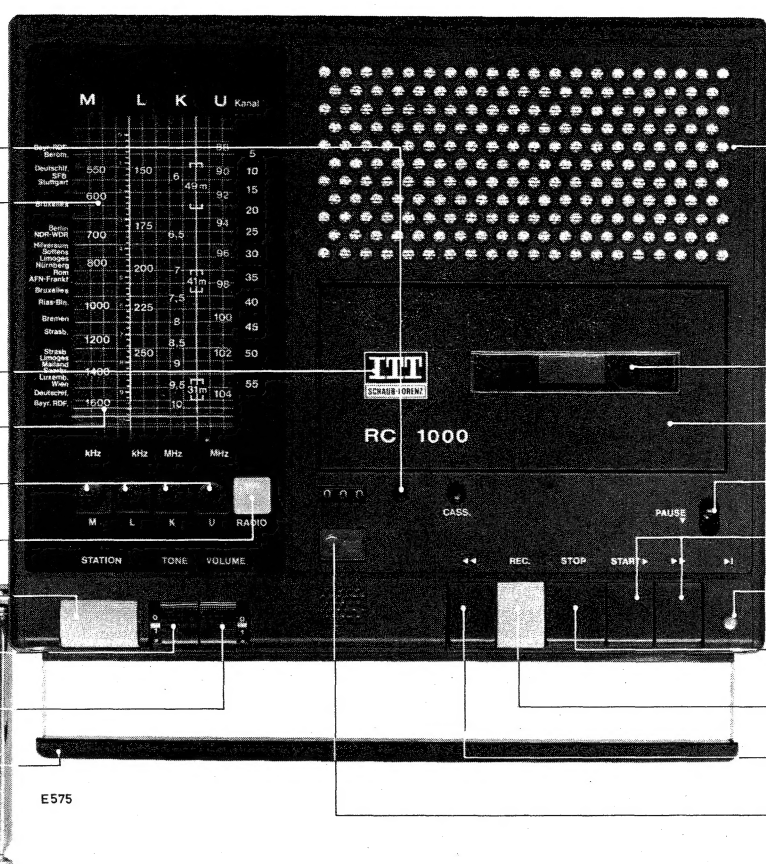 M L K U Kanal
Bayr. RDF.
Berom.
88
5
Deutschlf.
SFB
Stuttgart
550
150
6
49m
90
10
15
600
92
Bruxelles
20
Berlin
NDR-WDR
700
175
6,5
94
25
Hilversum
Sottens
Limoges
Nürnberg
Rom
AFN-Frankf
800
200
7
41m
96
30
35
98
Bruxelles
Rias-Bln.
1000
225
7,5
40
Bremen
8
100
45
Strasb.
1200
8,5
Strasb
Limoges
Mailand
250
9
102
50
1400
Luxemb.
Wien
9,5
31m
55
Deutschlf.
104
Bayr. RDF.
1600
10
kHz kHz MHz MHz
M L K U RADIO
STATION TONE VOLUME
ITT
SCHAUB-LORENZ
RC 1000
CASS.
PAUSE
◀◀ REC. STOP START▶ ▶▶ ▶I
E575